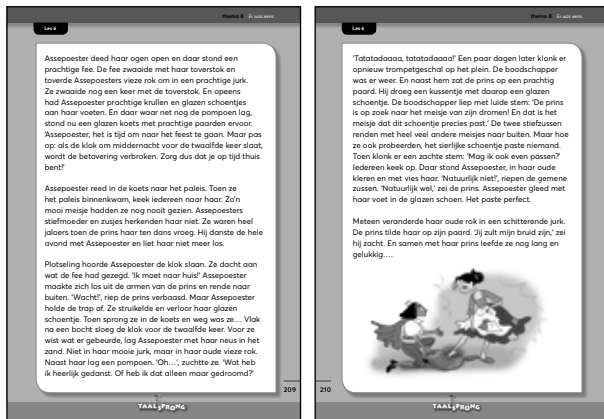 thema 8 Er was eens
Les 6
Assepoester deed haar ogen open en daar stond een
prachtige fee. De fee zwaaide met haar toverstok en
toverde Assepoesters vieze rok om in een prachtige jurk.
Ze zwaaide nog een keer met de toverstok. En opeens
had Assepoester prachtige krullen en glazen schoentjes
aan haar voeten. En daar waar net nog de pompoen lag,
stond nu een glazen koets met prachtige paarden ervoor.
'Assepoester, het is tijd om naar het feest te gaan. Maar pas
op: als de klok om middernacht voor de twaalfde keer slaat,
wordt de betovering verbroken. Zorg dus dat je op tijd thuis
bent!'
Assepoester reed in de koets naar het paleis. Toen ze
het paleis binnenkwam, keek iedereen naar haar. Zo'n
mooi meisje hadden ze nog nooit gezien. Assepoesters
stiefmoeder en zusjes herkenden haar niet. Ze waren heel
jaloers toen de prins haar ten dans vroeg. Hij danste de hele
avond met Assepoester en liet haar niet meer los.
Plotseling hoorde Assepoester de klok slaan. Ze dacht aan
wat de fee had gezegd. 'Ik moet naar huis!' Assepoester
maakte zich los uit de armen van de prins en rende naar
buiten. 'Wacht!', riep de prins verbaasd. Maar Assepoester
holde de trap af. Ze struikelde en verloor haar glazen
schoentje. Toen sprong ze in de koets en weg was ze… Vlak
na een bocht sloeg de klok voor de twaalfde keer. Voor ze
wist wat er gebeurde, lag Assepoester met haar neus in het
zand. Niet in haar mooie jurk, maar in haar oude vieze rok.
Naast haar lag een pompoen. 'Oh…', zuchtte ze. 'Wat heb
ik heerlijk gedanst. Of heb ik dat alleen maar gedroomd?'
209
TAALSPRONG
thema 8 Er was eens
Les 6
'Tatatadaaaa, tatatadaaaa!' Een paar dagen later klonk er
opnieuw trompetgeschal op het plein. De boodschapper
was er weer. En naast hem zat de prins op een prachtig
paard. Hij droeg een kussentje met daarop een glazen
schoentje. De boodschapper liep met luide stem: 'De prins
is op zoek naar het meisje van zijn dromen! En dat is het
meisje dat dit schoentje precies past.' De twee stiefzussen
renden met heel veel andere meisjes naar buiten. Maar hoe
ze ook probeerden, het sierlijke schoentje paste niemand.
Toen klonk er een zachte stem: 'Mag ik ook even passen?'
Iedereen keek op. Daar stond Assepoester, in haar oude
kleren en met vies haar. 'Natuurlijk niet!', riepen de gemene
zussen. 'Natuurlijk wel,' zei de prins. Assepoester gleed met
haar voet in de glazen schoen. Het paste perfect.
Meteen veranderde haar oude rok in een schitterende jurk.
De prins tilde haar op zijn paard. 'Jij zult mijn bruid zijn,' zei
hij zacht. En samen met haar prins leefde ze nog lang en
gelukkig….
210
TAALSPRONG